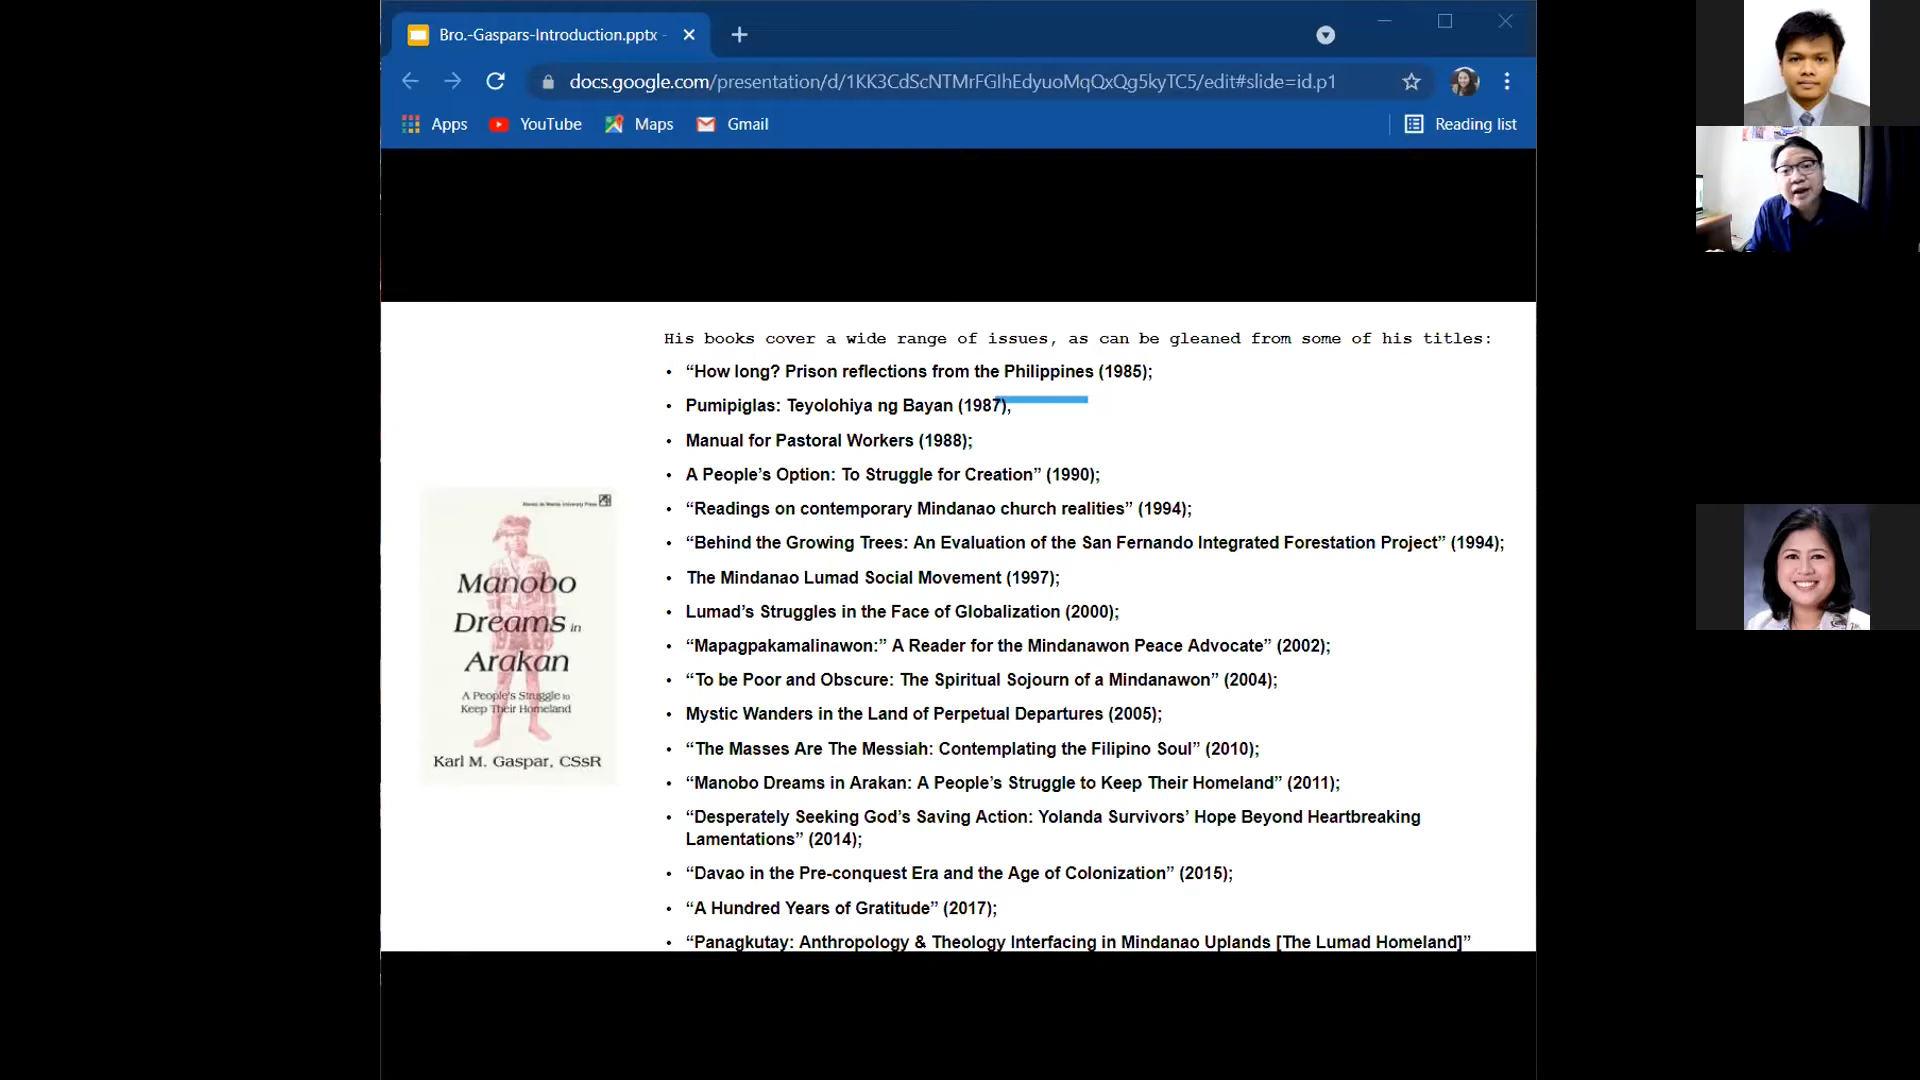 Bro.-Gaspars-Introduction.pptx -
docs.google.com/presentation/d/1KK3CdScNTMrFGlhEdyuoMqQxQg5kyTC5/edit#slide=id.p1
Apps YouTube Maps Gmail Reading list
His books cover a wide range of issues, as can be gleaned from some of his titles:
• “How long? Prison reflections from the Philippines (1985);
• Pumipiglas: Teyolohiya ng Bayan (1987),
• Manual for Pastoral Workers (1988);
• A People’s Option: To Struggle for Creation” (1990);
• “Readings on contemporary Mindanao church realities” (1994);
• “Behind the Growing Trees: An Evaluation of the San Fernando Integrated Forestation Project” (1994);
• The Mindanao Lumad Social Movement (1997);
• Lumad’s Struggles in the Face of Globalization (2000);
• “Mapagpakamalinawon:” A Reader for the Mindanawon Peace Advocate” (2002);
• “To be Poor and Obscure: The Spiritual Sojourn of a Mindanawon” (2004);
• Mystic Wanders in the Land of Perpetual Departures (2005);
• “The Masses Are The Messiah: Contemplating the Filipino Soul” (2010);
• “Manobo Dreams in Arakan: A People’s Struggle to Keep Their Homeland” (2011);
• “Desperately Seeking God’s Saving Action: Yolanda Survivors’ Hope Beyond Heartbreaking
Lamentations” (2014);
• “Davao in the Pre-conquest Era and the Age of Colonization” (2015);
• “A Hundred Years of Gratitude” (2017);
• “Panagkutay: Anthropology & Theology Interfacing in Mindanao Uplands [The Lumad Homeland]”
Ateneo de Manila University Press
Manobo
Dreams in
Arakan
A People's Struggle to
Keep Their Homeland
Karl M. Gaspar, CSsR